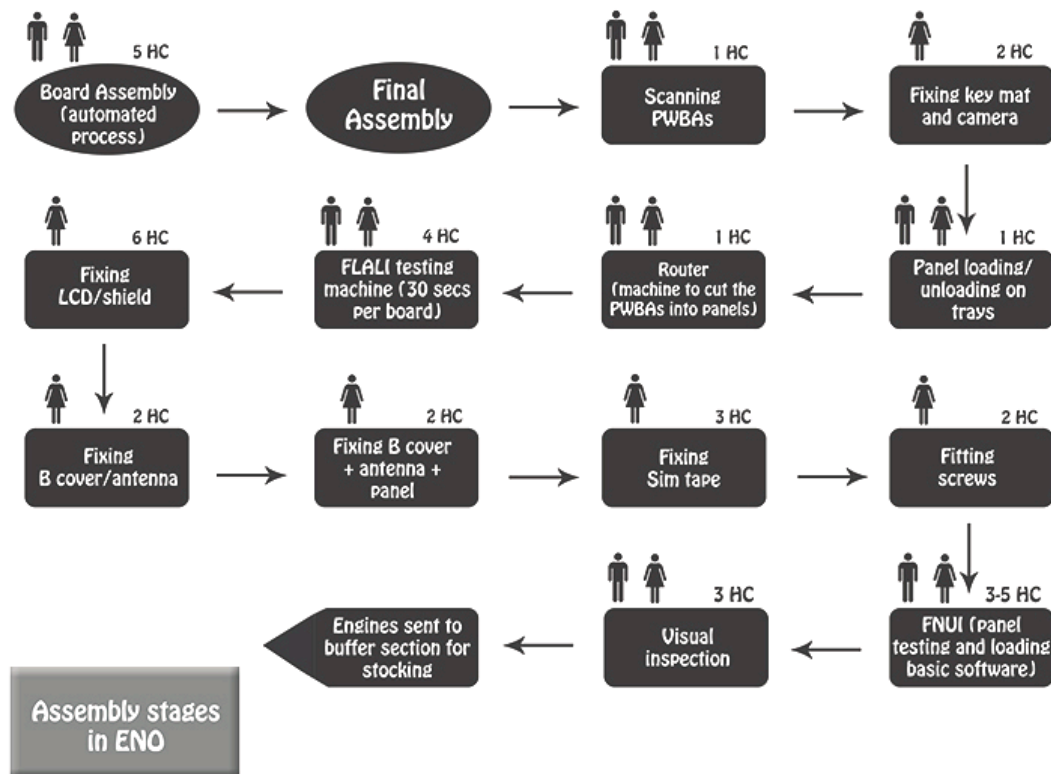 5 HC
Board Assembly
(automated
process)
Final
Assembly
1 HC
Scanning
PWBAs
2 HC
Fixing key mat
and camera
1 HC
Panel loading/
unloading on
trays
1 HC
Router
(machine to cut the
PWBAs into panels)
4 HC
FLALI testing
machine (30 secs
per board)
6 HC
Fixing
LCD/shield
2 HC
Fixing
B cover/antenna
2 HC
Fixing B cover
+ antenna +
panel
3 HC
Fixing
Sim tape
2 HC
Fitting
screws
3-5 HC
FNUI (panel
testing and loading
basic software)
3 HC
Visual
inspection
Engines sent to
buffer section for
stocking
Assembly stages
in ENO